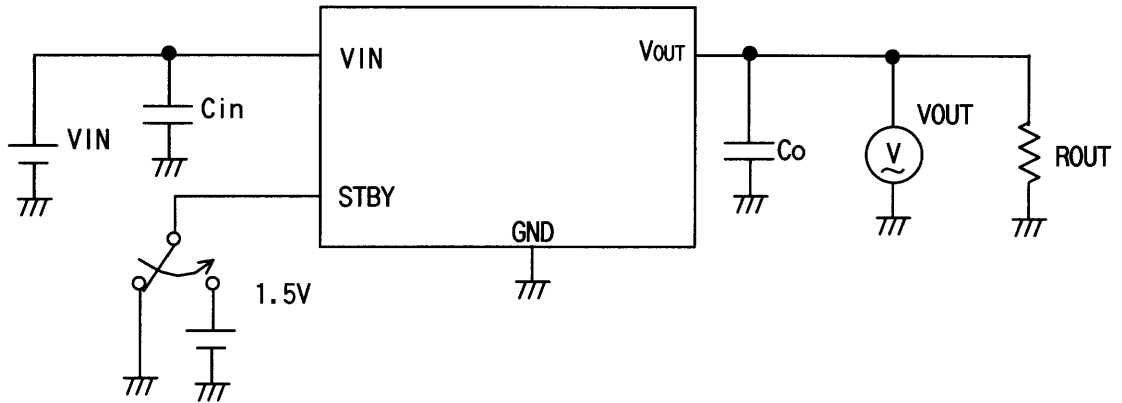 VIN
VOUT
Cin
VIN
VOUT
V
Co
ROUT
STBY
GND
1.5V